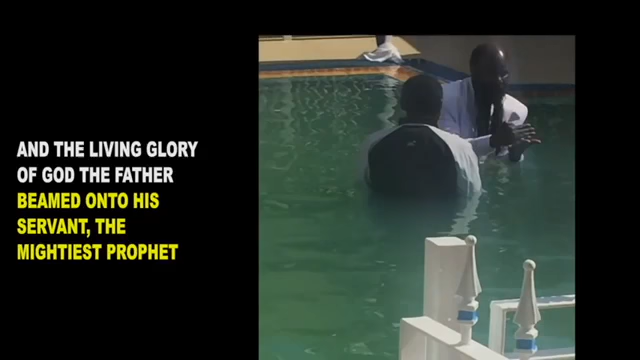 AND THE LIVING GLORY
OF GOD THE FATHER
BEAMED ONTO HIS
SERVANT, THE
MIGHTIEST PROPHET